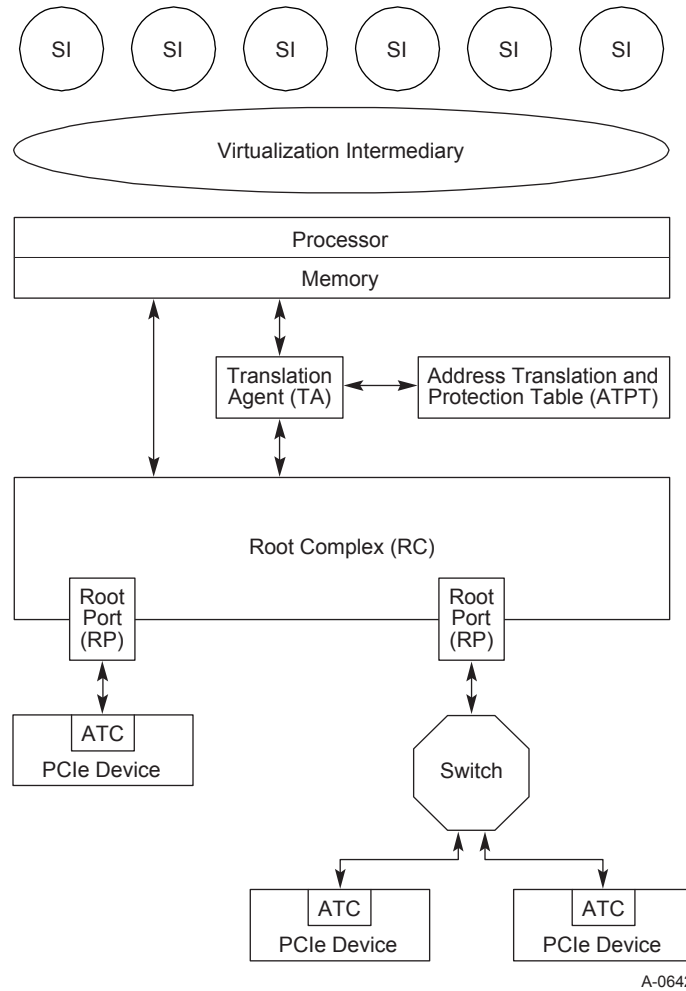 SI SI SI SI SI SI
Virtualization Intermediary
Processor
Memory
Translation
Agent (TA)
Address Translation and
Protection Table (ATPT)
Root Complex (RC)
Root
Port
(RP)
Root
Port
(RP)
ATC
PCIe Device
Switch
ATC
PCIe Device
ATC
PCIe Device
A-0642